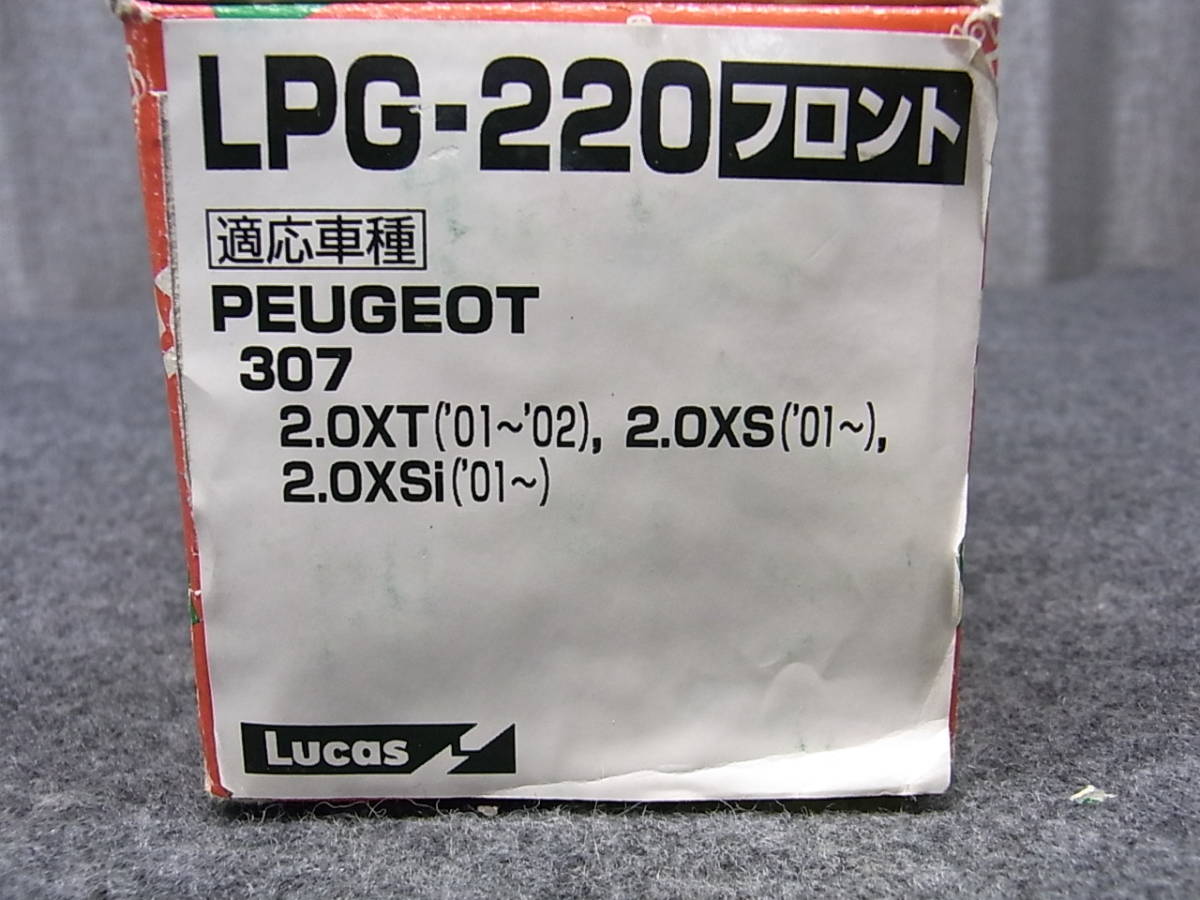 LPG-220 フロント
適応車種
PEUGEOT
307
2.0XT('01~'02), 2.0XS('01~),
2.0XSi('01~)
Lucas